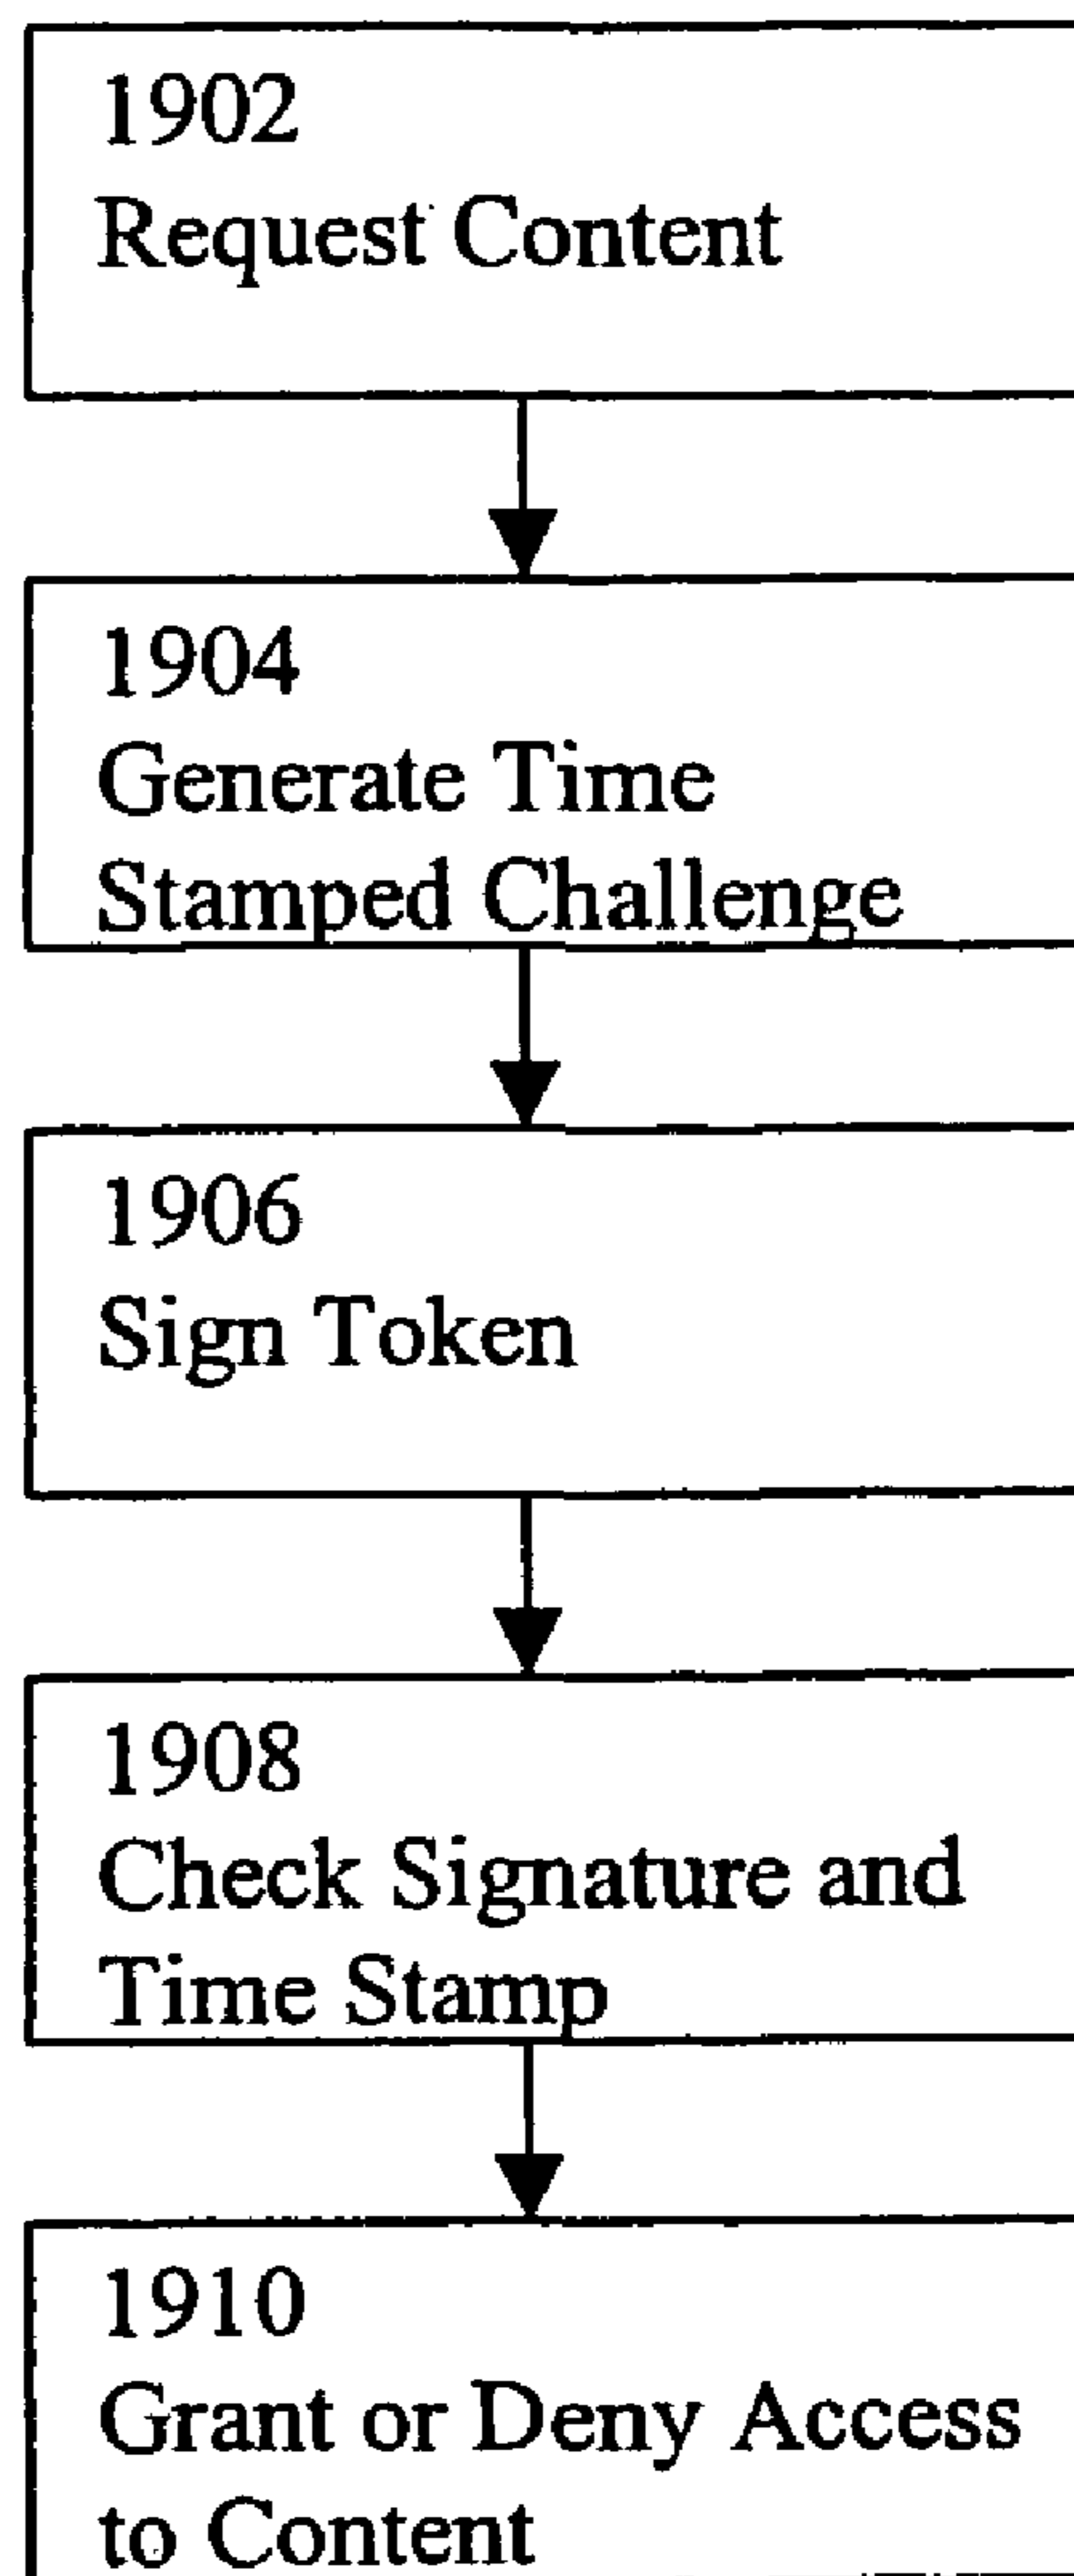 1902
Request Content
1904
Generate Time
Stamped Challenge
1906
Sign Token
1908
Check Signature and
Time Stamp
1910
Grant or Deny Access
to Content